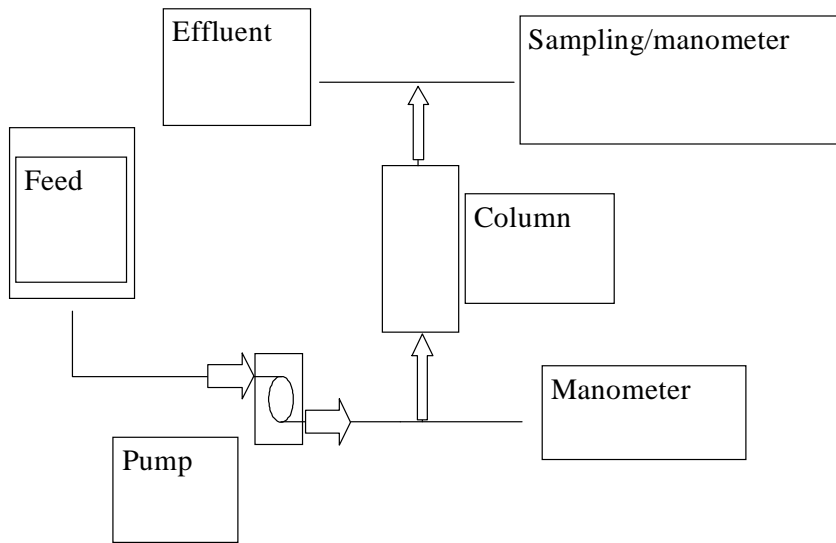 Effluent
Sampling/manometer
Feed
Column
Manometer
Pump